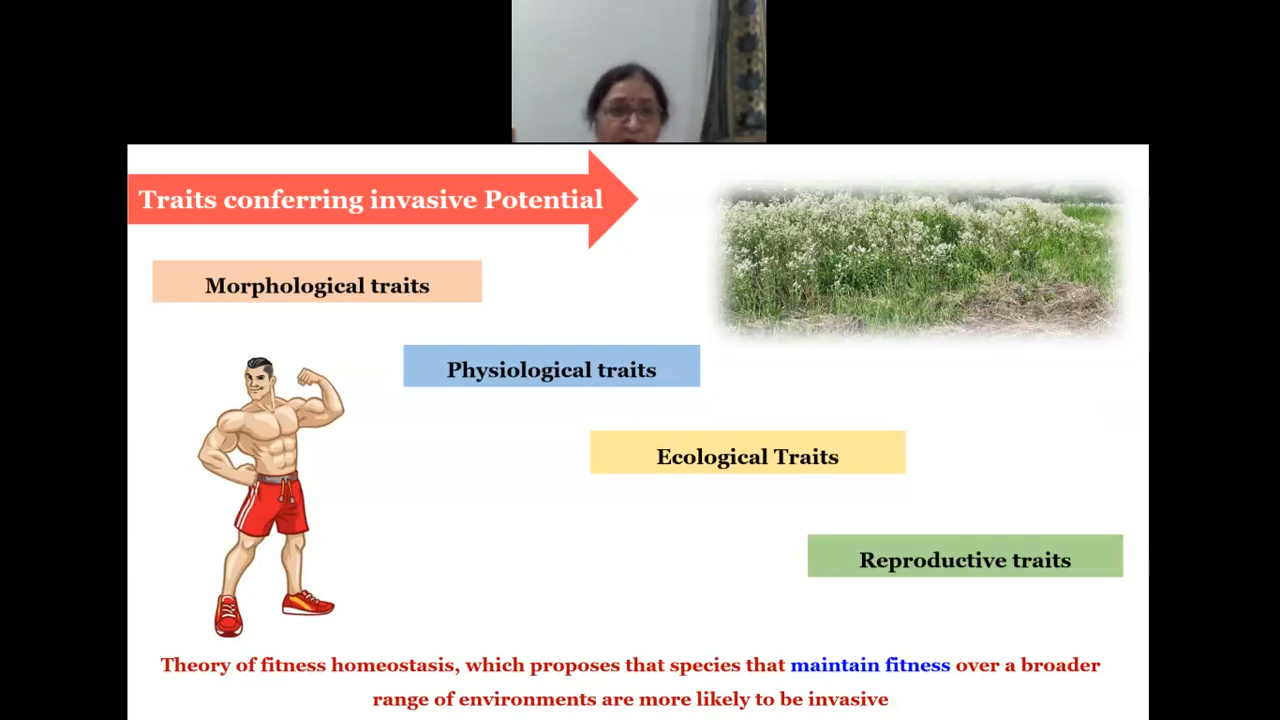 Traits conferring invasive Potential
Morphological traits
Physiological traits
Ecological Traits
Reproductive traits
Theory of fitness homeostasis, which proposes that species that maintain fitness over a broader
range of environments are more likely to be invasive